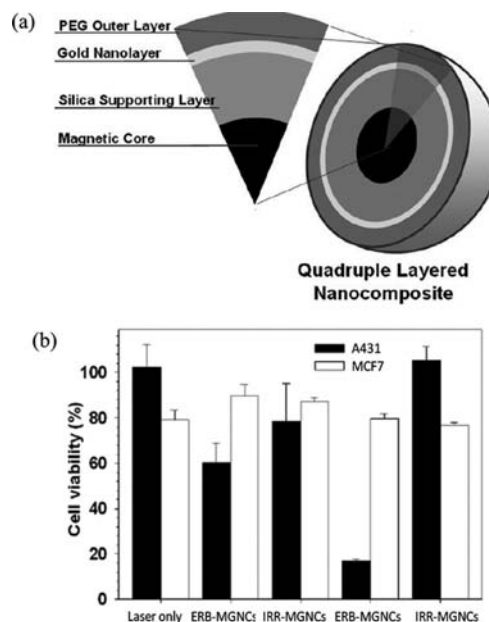 (a)
PEG Outer Layer
Gold Nanolayer
Silica Supporting Layer
Magnetic Core
Quadruple Layered
Nanocomposite
(b)
Cell viability (%)
100
80
60
40
20
0
A431
MCF7
Laser only ERB-MGNCs IRR-MGNCs ERB-MGNCs IRR-MGNCs